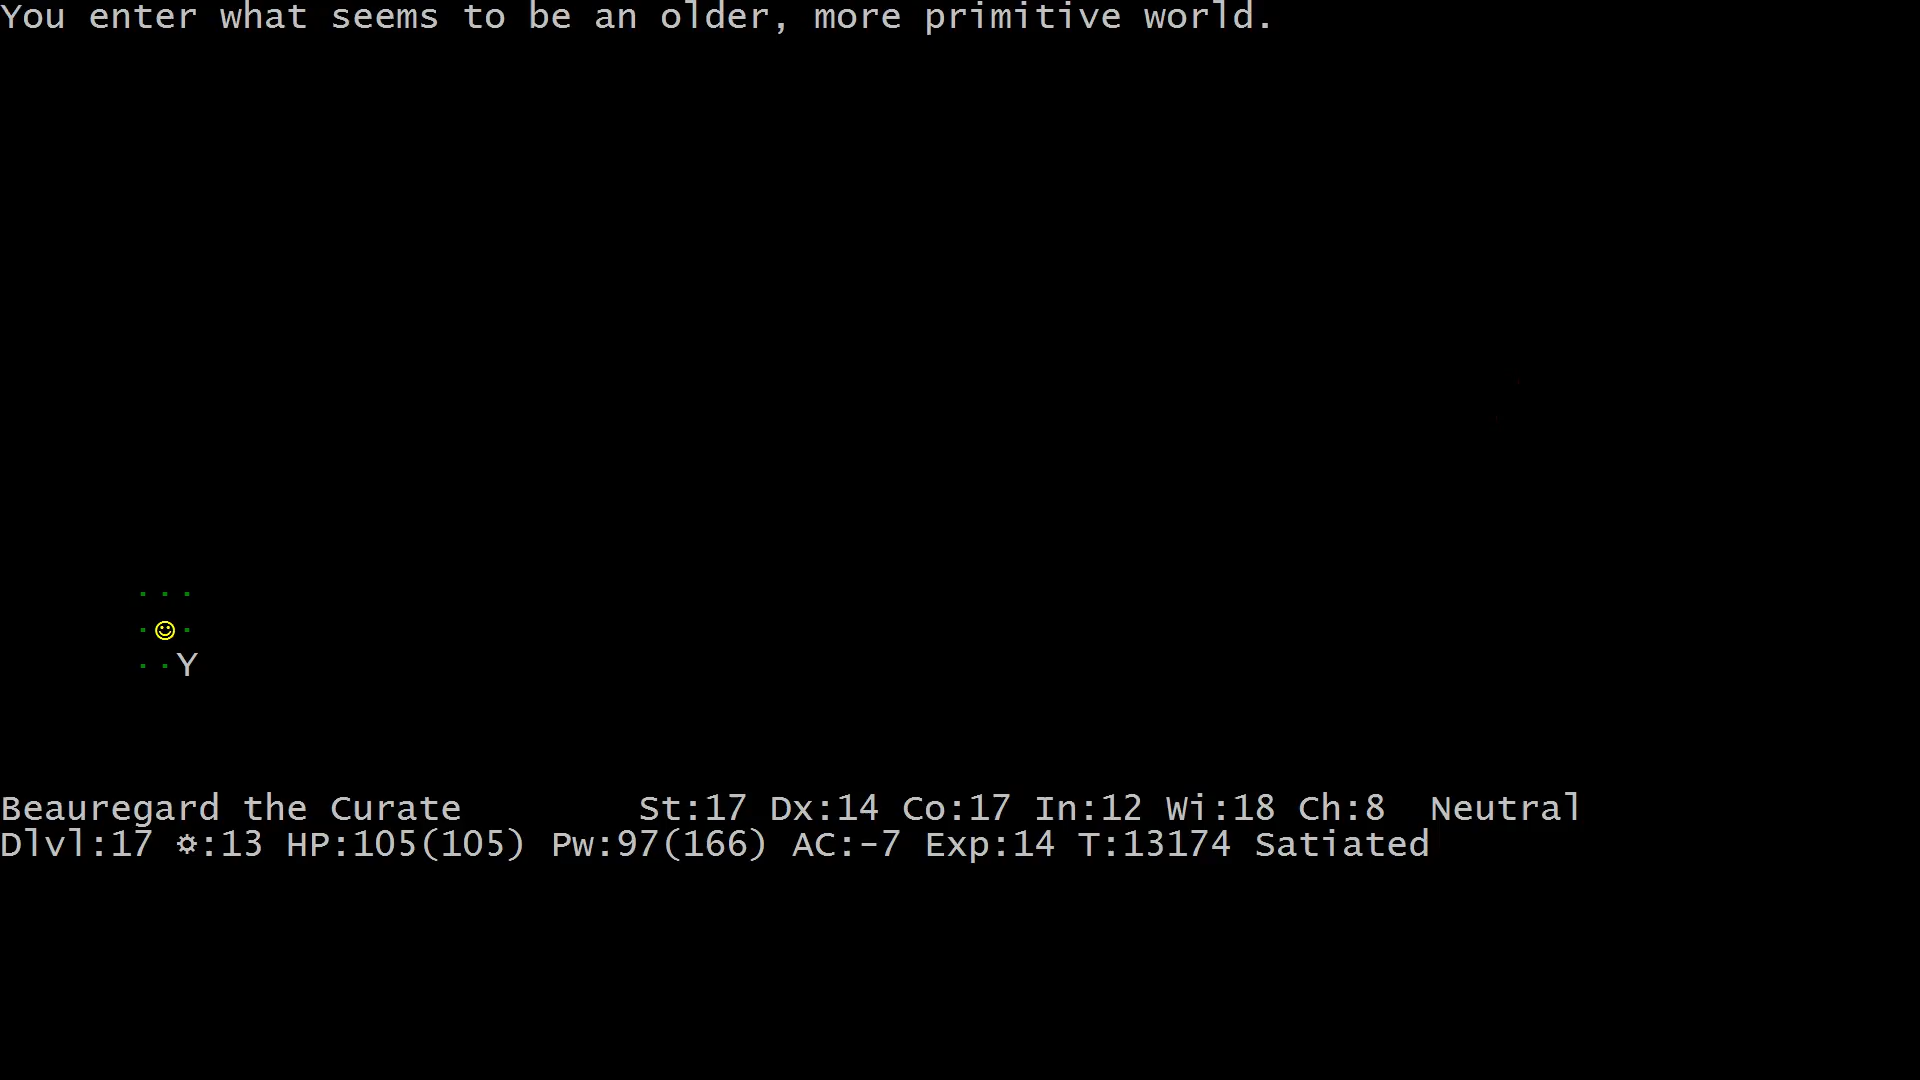 You enter what seems to be an older, more primitive world.
· · ·
·☺·
··Y
Beauregard the Curate St:17 Dx:14 Co:17 In:12 Wi:18 Ch:8 Neutral
Dlvl:17 ☼:13 HP:105(105) Pw:97(166) AC:-7 Exp:14 T:13174 Satiated